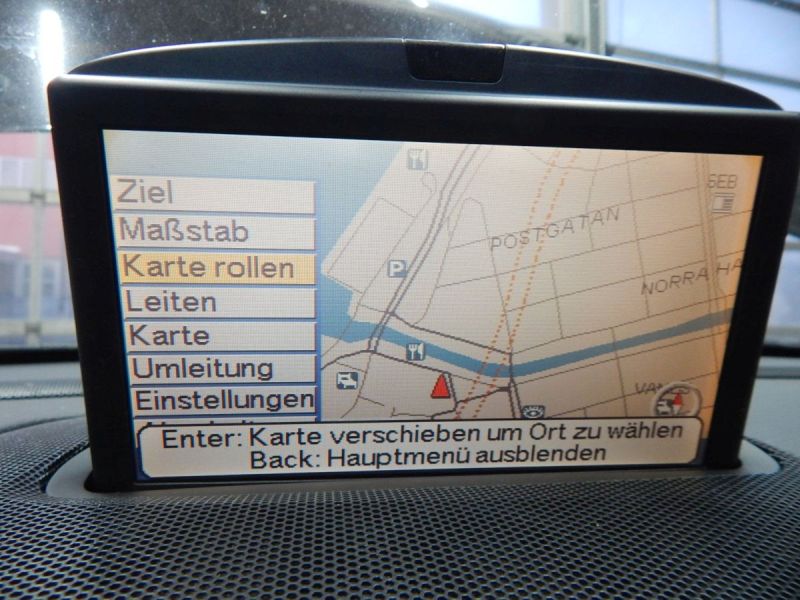 Ziel
Maßstab
Karte rollen
Leiten
Karte
Umleitung
Einstellungen
Enter: Karte verschieben um Ort zu wählen
Back: Hauptmenü ausblenden
P
POSTGATAN
SEB
NORRA HA